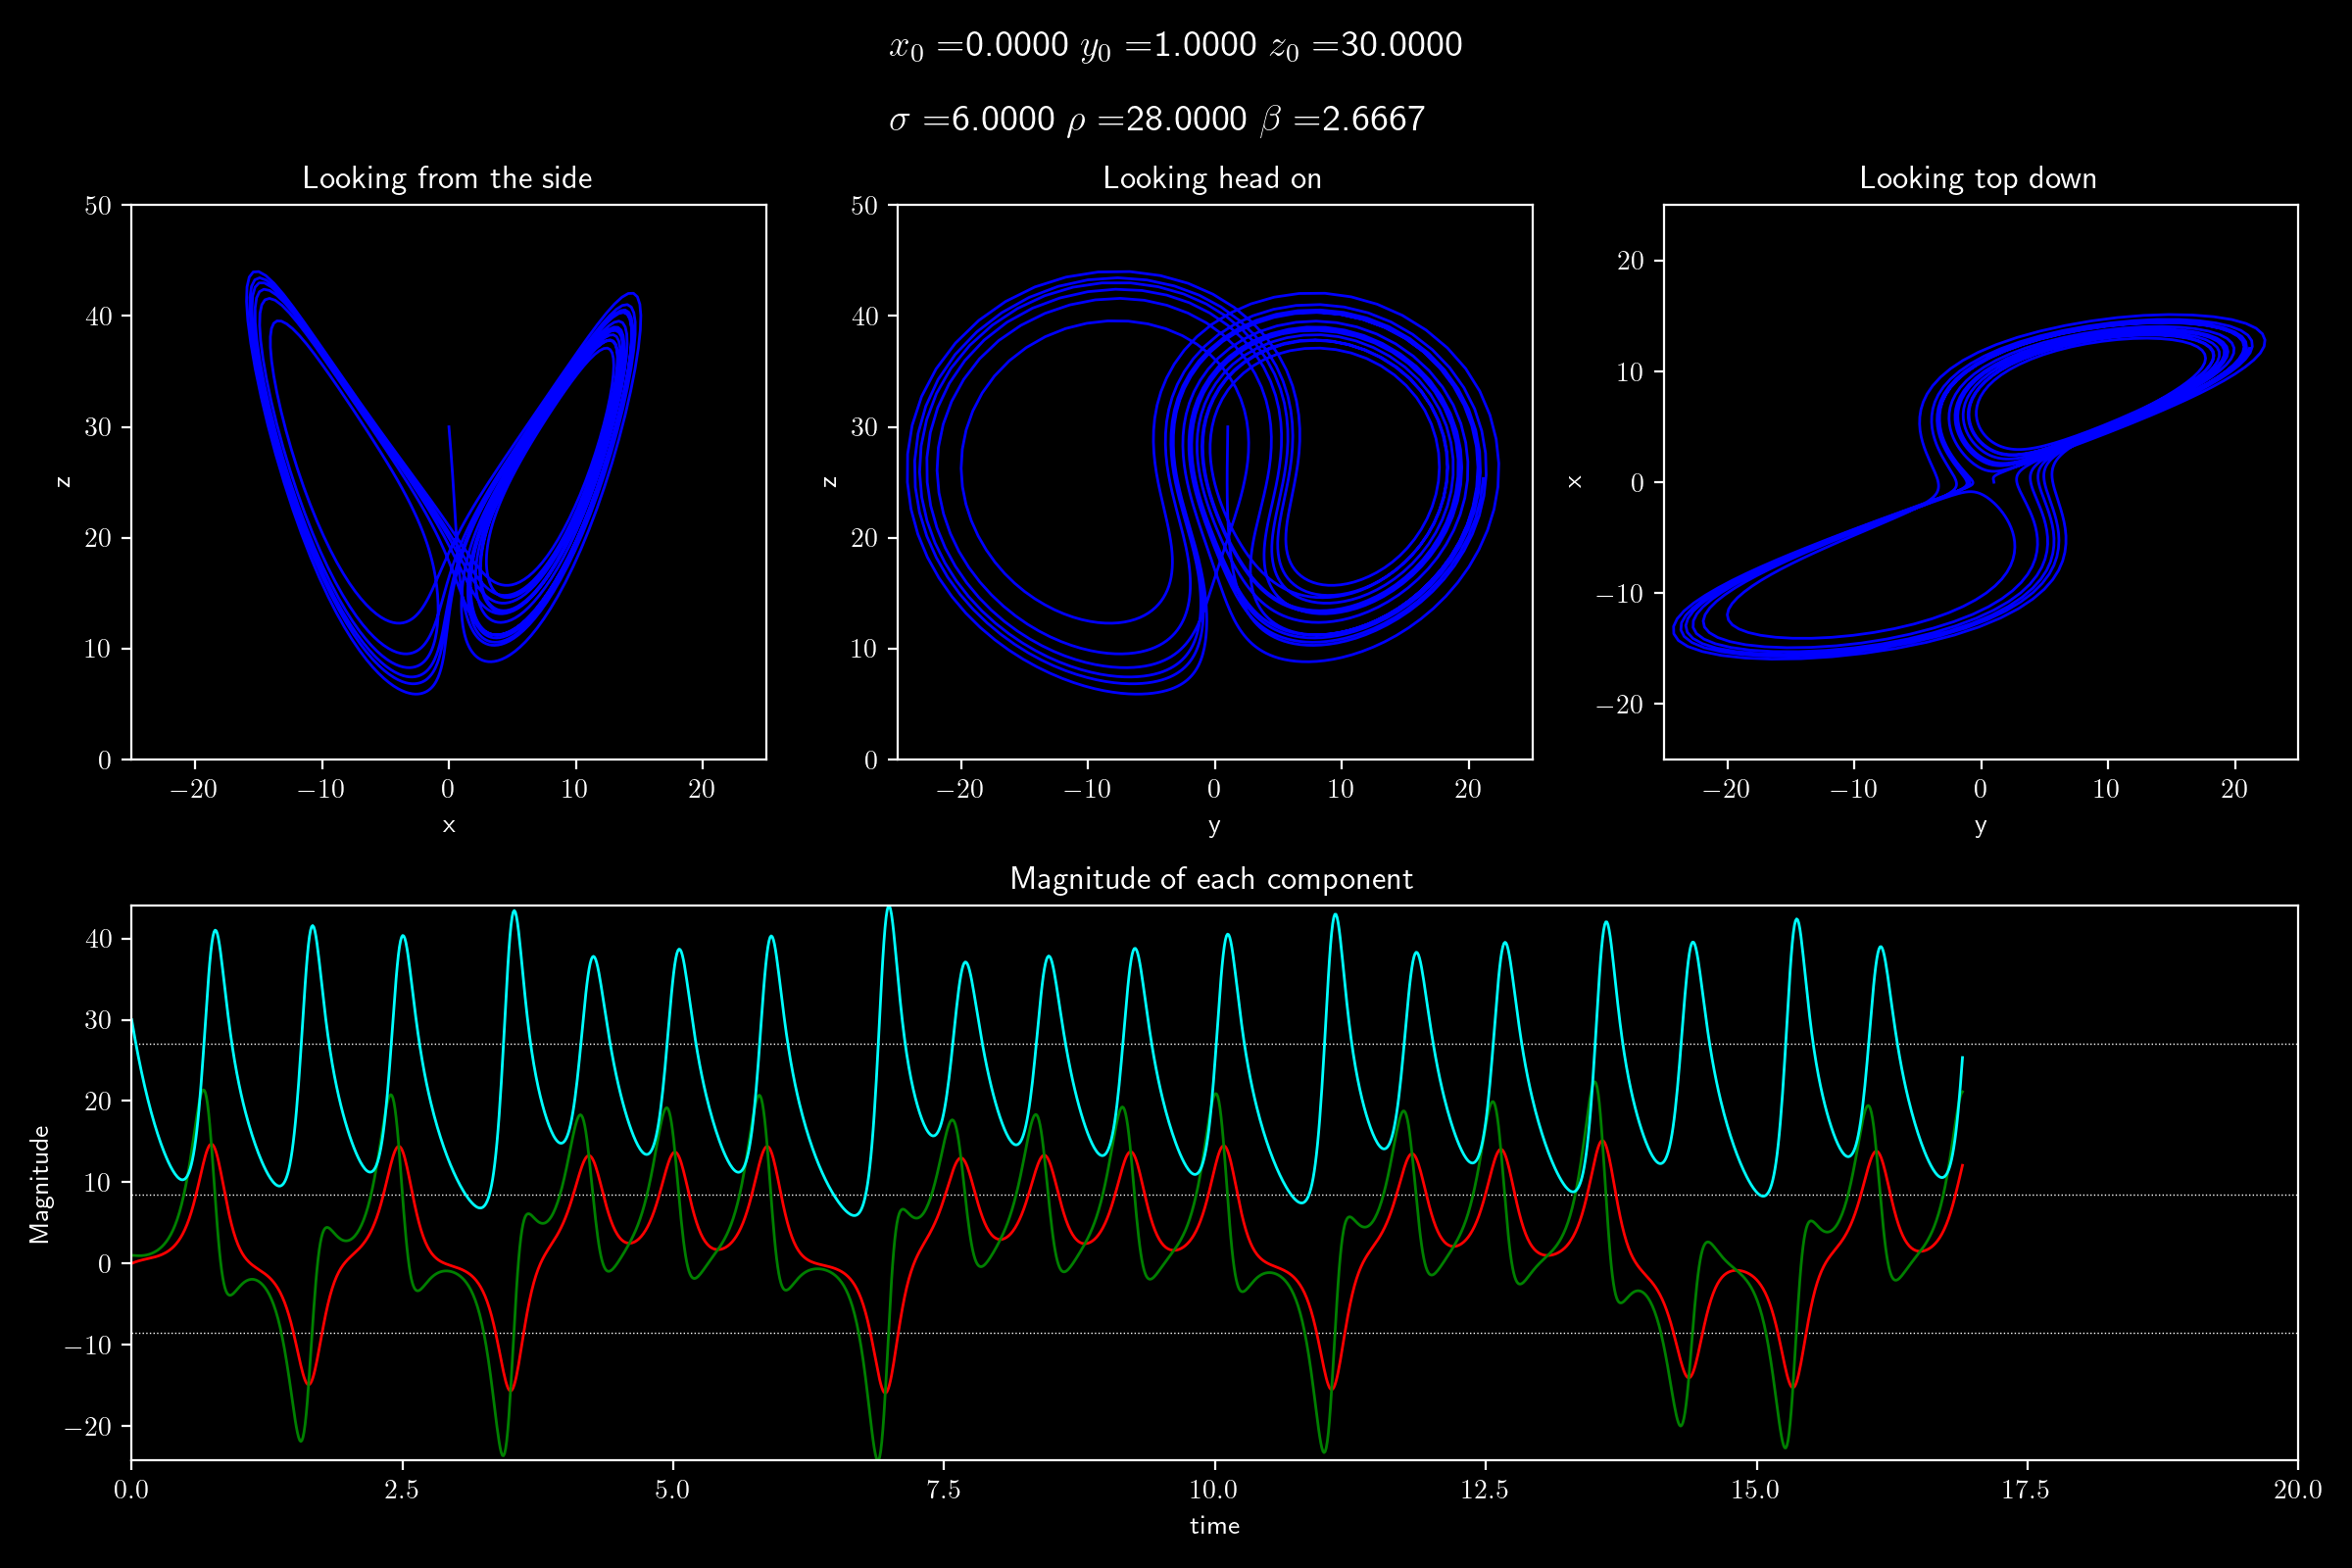 x₀ =0.0000 y₀ =1.0000 z₀ =30.0000
σ =6.0000 ρ =28.0000 β =2.6667
Looking from the side
Looking head on
Looking top down
50
40
30
20
10
0
z
−20 −10 0 10 20
x
50
40
30
20
10
0
z
−20 −10 0 10 20
y
20
10
0
−10
−20
x
−20 −10 0 10 20
y
Magnitude of each component
40
30
20
10
0
−10
−20
Magnitude
0.0 2.5 5.0 7.5 10.0 12.5 15.0 17.5 20.0
time